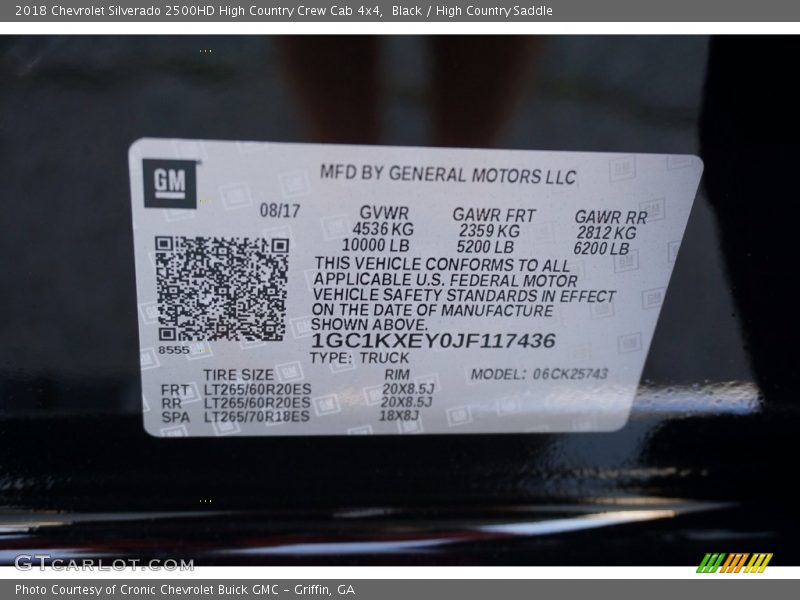 2018 Chevrolet Silverado 2500HD High Country Crew Cab 4x4, Black / High Country Saddle
GM
MFD BY GENERAL MOTORS LLC
08/17 GVWR GAWR FRT GAWR RR
4536 KG 2359 KG 2812 KG
10000 LB 5200 LB 6200 LB
THIS VEHICLE CONFORMS TO ALL
APPLICABLE U.S. FEDERAL MOTOR
VEHICLE SAFETY STANDARDS IN EFFECT
ON THE DATE OF MANUFACTURE
SHOWN ABOVE.
1GC1KXEY0JF117436
8555 TYPE: TRUCK
TIRE SIZE RIM MODEL: 06CK25743
FRT LT265/60R20ES 20X8.5J
RR LT265/60R20ES 20X8.5J
SPA LT265/70R18ES 18X8J
GTCARLOT.COM
Photo Courtesy of Cronic Chevrolet Buick GMC - Griffin, GA